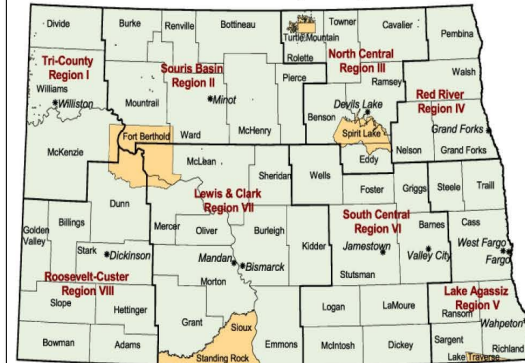 Divide
Burke
Renville
Bottineau
Turtle Mountain
Rolette
Towner
Cavalier
Pembina
Tri-County
Region I
Williams
Williston
Souris Basin
Region II
Mountrail
Minot
Ward
McHenry
Pierce
North Central
Region III
Ramsey
Devils Lake
Benson
Spirit Lake
Eddy
Walsh
Red River
Region IV
Grand Forks
Nelson
Grand Forks
McKenzie
Fort Berthold
McLean
Sheridan
Wells
Foster
Griggs
Steele
Traill
Dunn
Lewis & Clark
Region VII
Mercer
Oliver
Burleigh
Kidder
South Central
Region VI
Jamestown
Stutsman
Barnes
Valley City
Cass
West Fargo
Fargo
Golden
Valley
Billings
Stark
Dickinson
Mandan
Bismarck
Morton
Roosevelt-Custer
Region VIII
Slope
Hettinger
Grant
Sioux
Logan
LaMoure
Lake Agassiz
Region V
Ransom
Wahpeton
Bowman
Adams
Standing Rock
Emmons
McIntosh
Dickey
Sargent
Richland
Lake Traverse